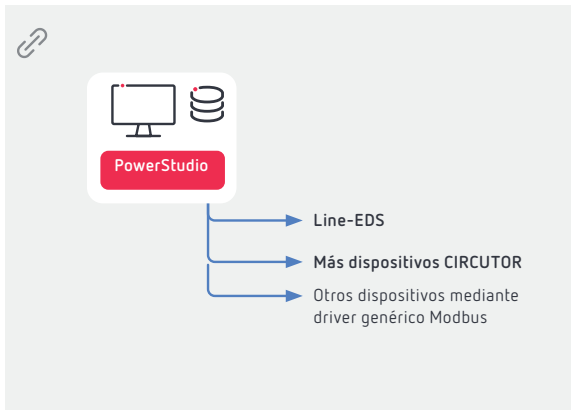 PowerStudio
Line-EDS
Más dispositivos CIRCUTOR
Otros dispositivos mediante
driver genérico Modbus